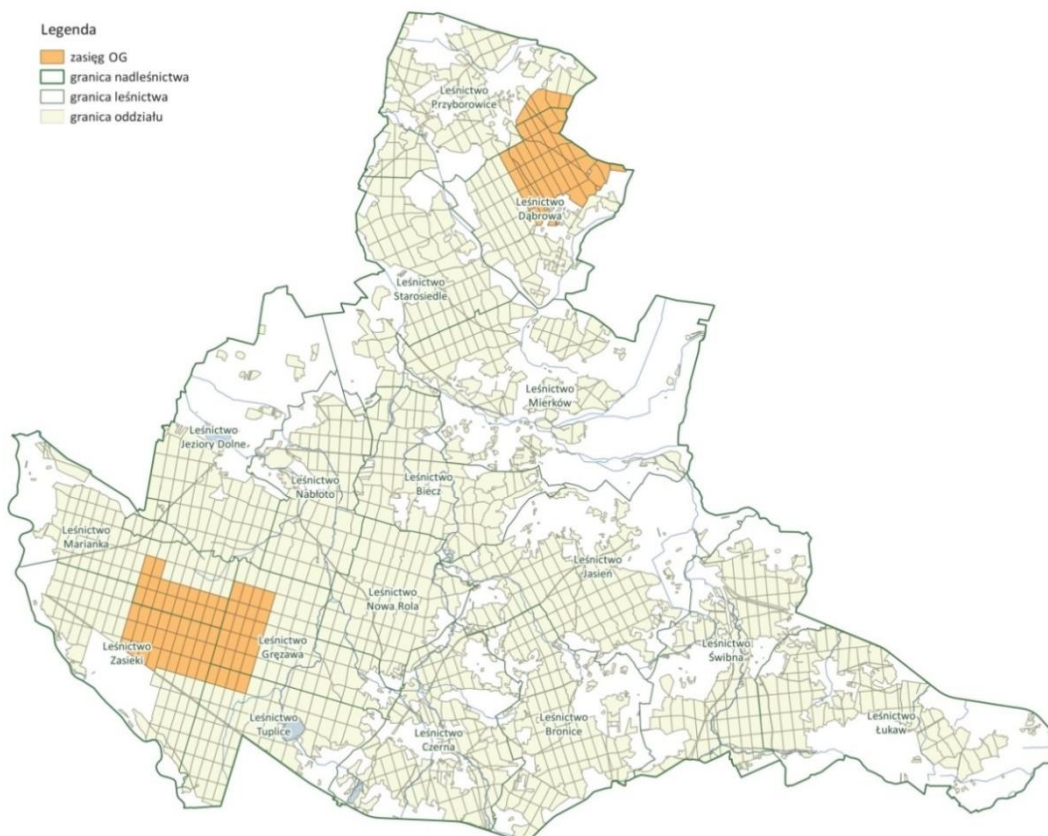 Legenda
zasięg OG
granica nadleśnictwa
granica leśnictwa
granica oddziału
Leśnictwo
Przyborowice
Leśnictwo
Dąbrowa
Leśnictwo
Starosiedle
Leśnictwo
Mierków
Leśnictwo
Jeziory Dolne
Leśnictwo
Nabłoto
Leśnictwo
Biecz
Leśnictwo
Marianka
Leśnictwo
Jasień
Leśnictwo
Nowa Rola
Leśnictwo
Zasieki
Leśnictwo
Gręzawa
Leśnictwo
Świbna
Leśnictwo
Tuplice
Leśnictwo
Czerna
Leśnictwo
Bronice
Leśnictwo
Łukaw